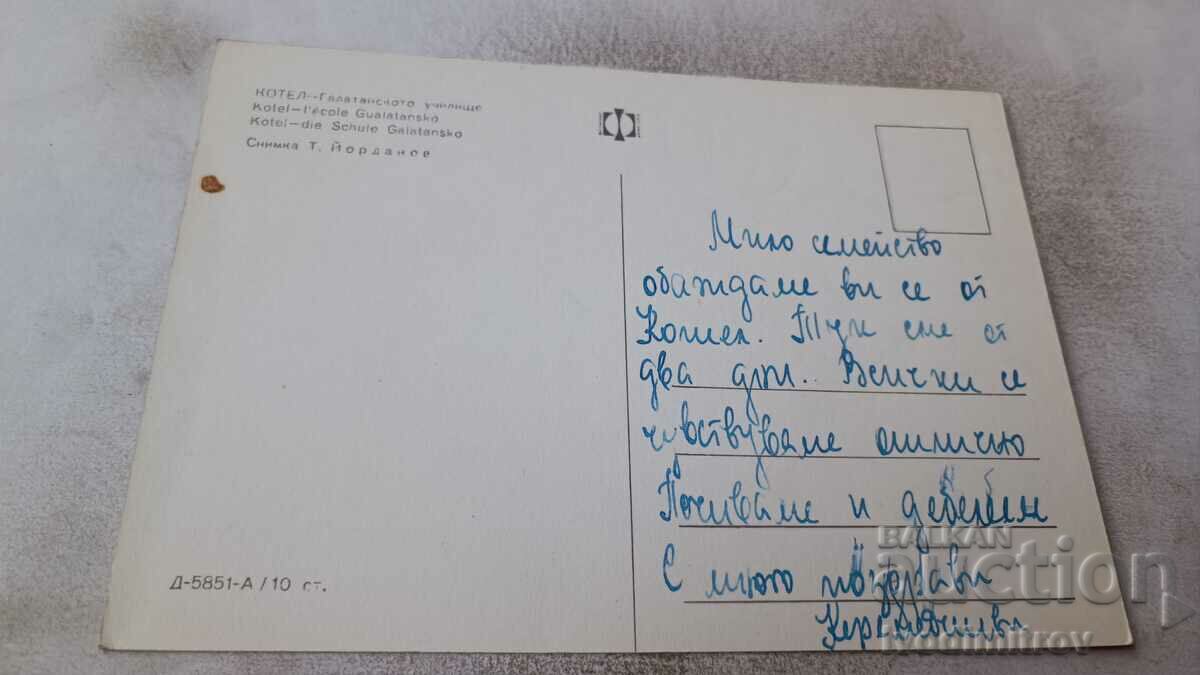 КОТЕЛ—Галатанското училище
Kotel—l'école Gualatansko
Kotel—die Schule Galatansko
Снимка Т. Йорданов
Мило семейство
обаждаме ви се от
Котел. Тук сме от
два дни. Всички се
чувствуваме отлично
Почиваме и дебелеем
С много поздрави
Д-5851-А / 10 ст.
BALKAN
auction
ivodimitrov